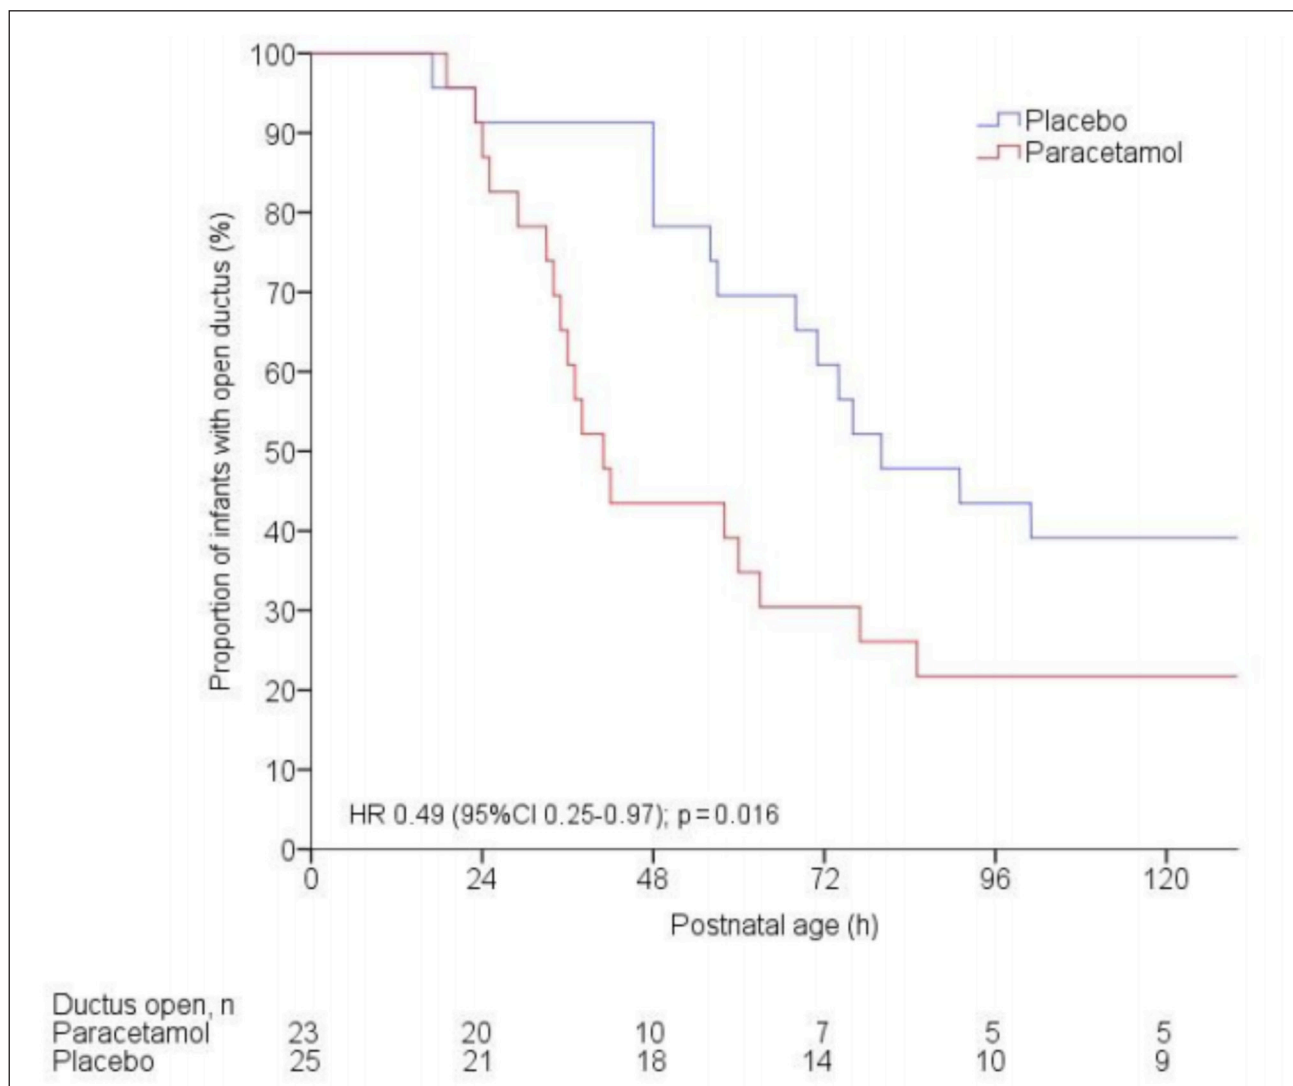 100
90
80
70
60
50
40
30
20
10
0
Proportion of infants with open ductus (%)
Placebo
Paracetamol
HR 0.49 (95%CI 0.25-0.97); p=0.016
0 24 48 72 96 120
Postnatal age (h)
Ductus open, n
Paracetamol 23 20 10 7 5 5
Placebo 25 21 18 14 10 9